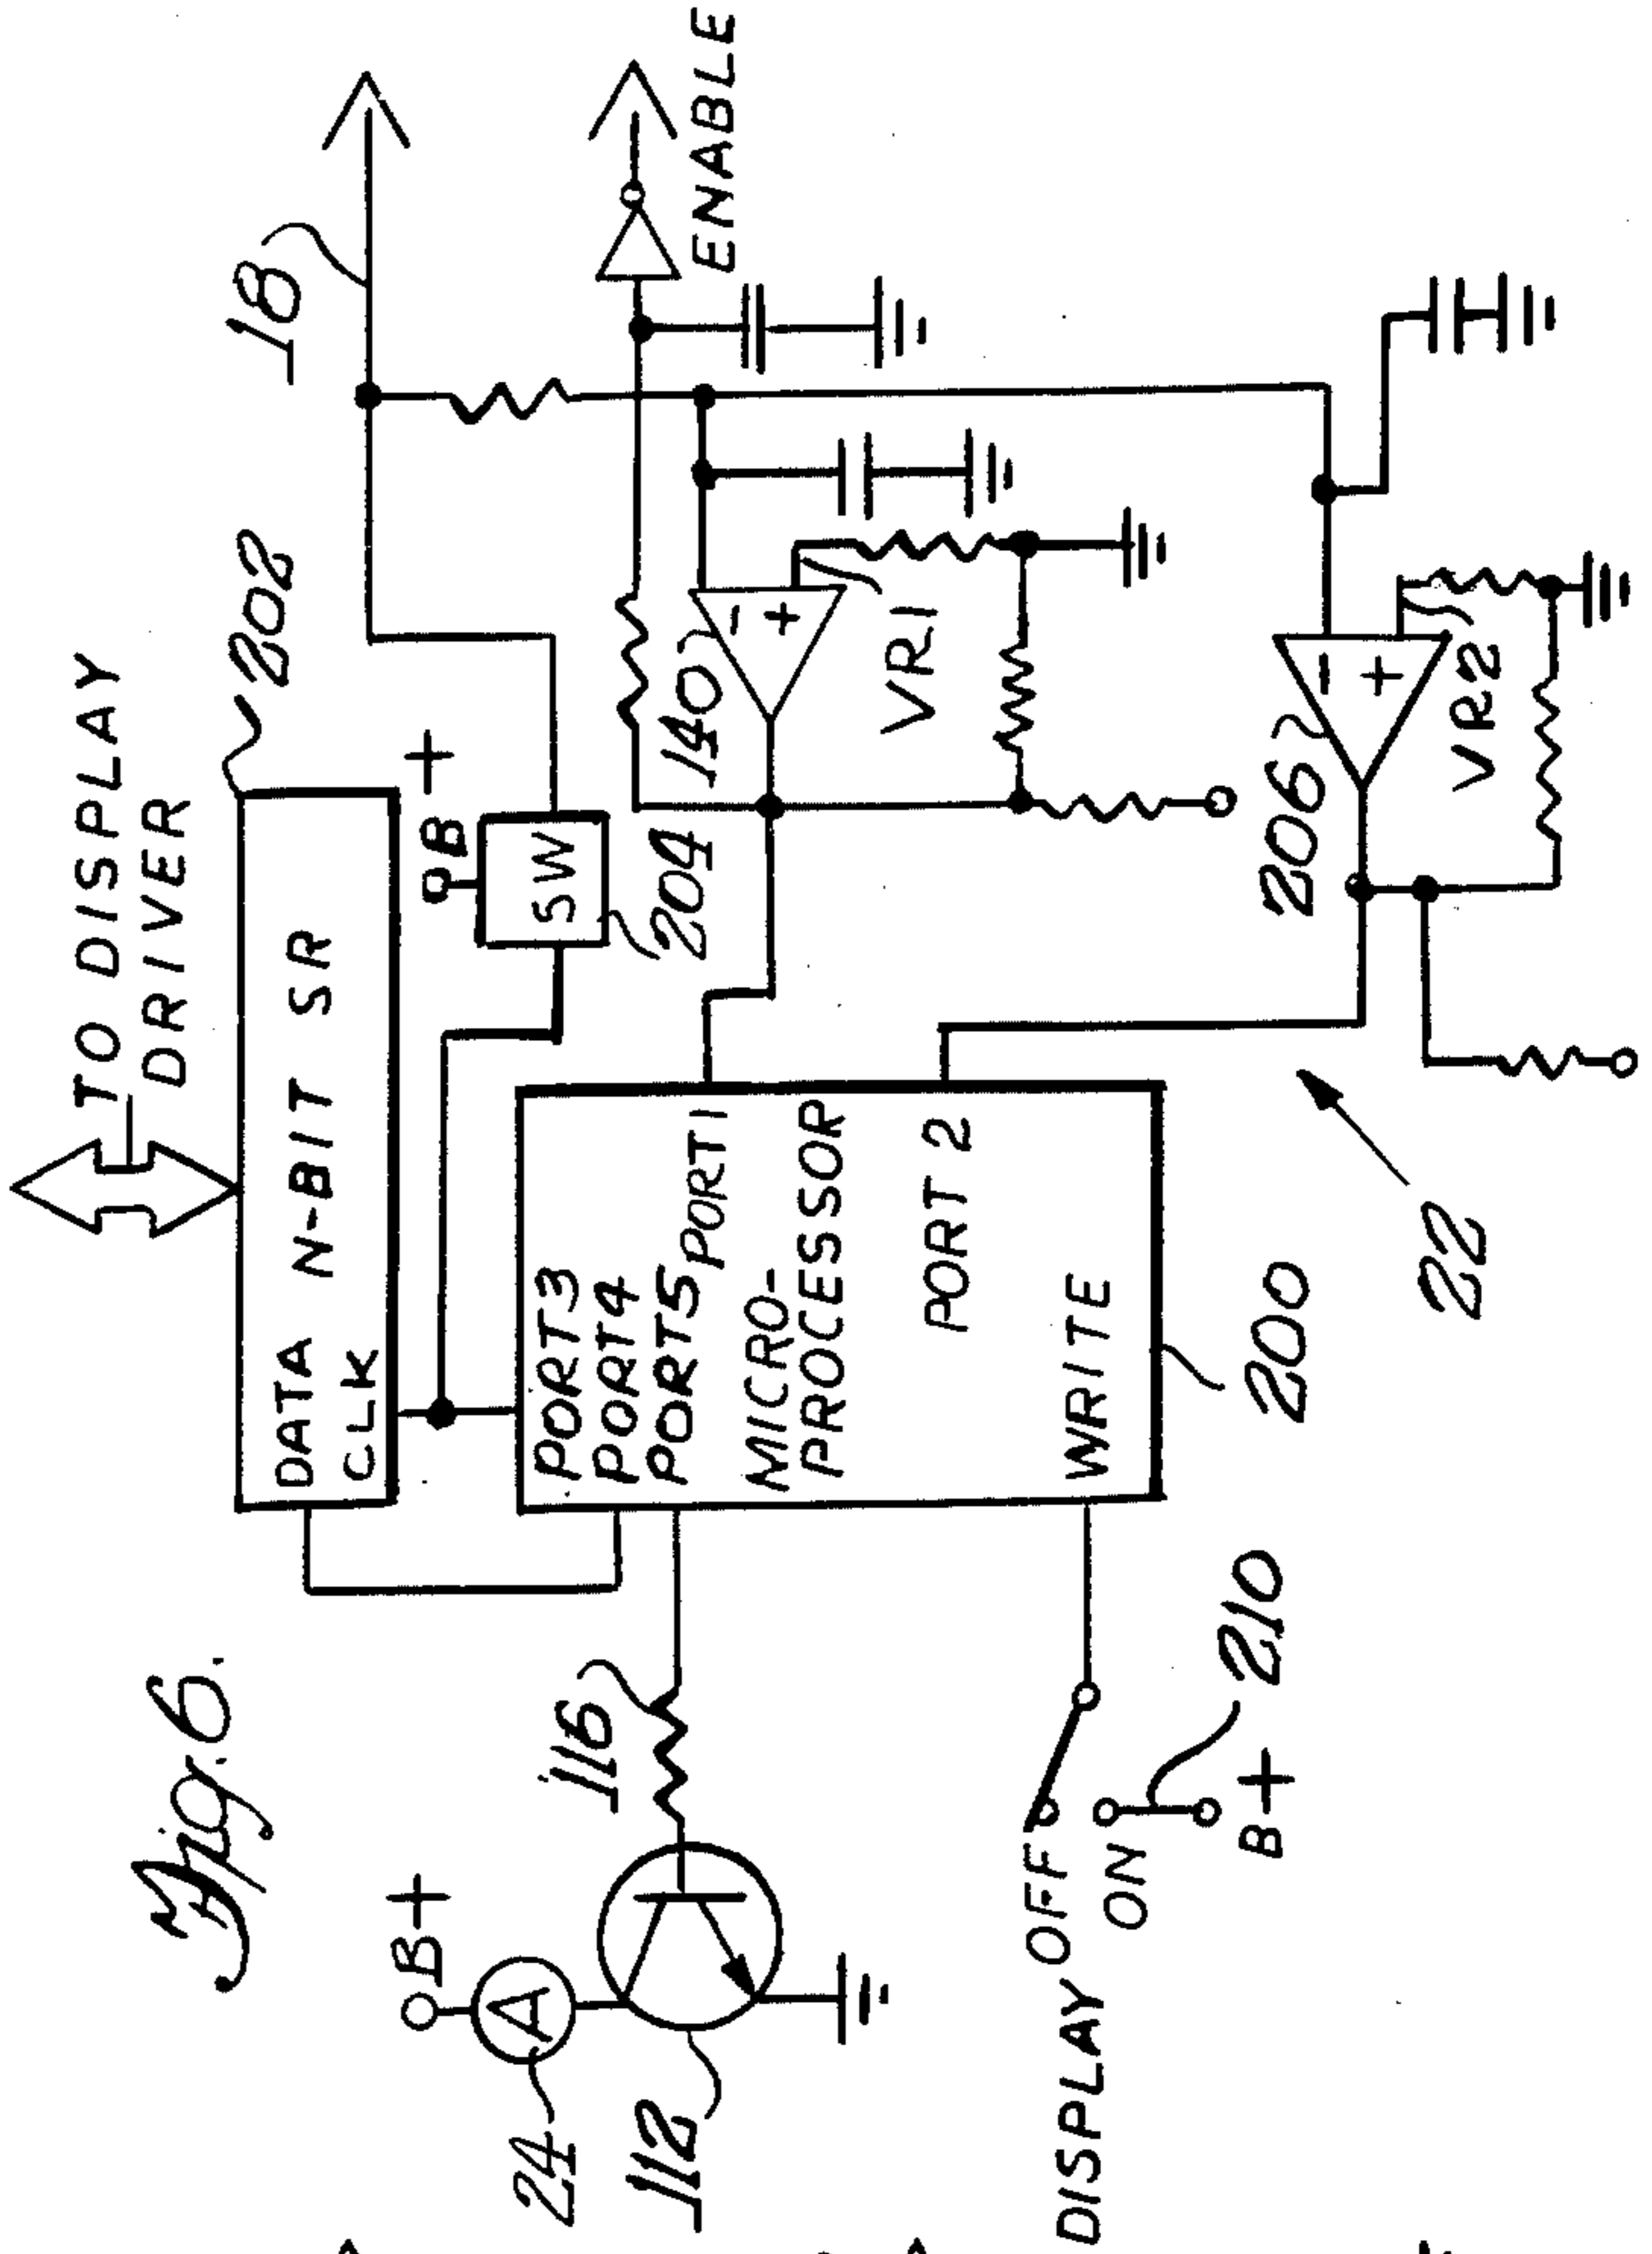 Fig. 6.
TO DISPLAY
DRIVER
202
18
DATA N-BIT SR
CLK
B+
SW
204
ENABLE
B+
A
24
112
116
PORT3
PORT4
PORT5
PORT1
MICRO-
PROCESSOR
PORT 2
WRITE
140
-
+
VR1
206
-
+
VR2
DISPLAY OFF
ON
B+
210
200
22